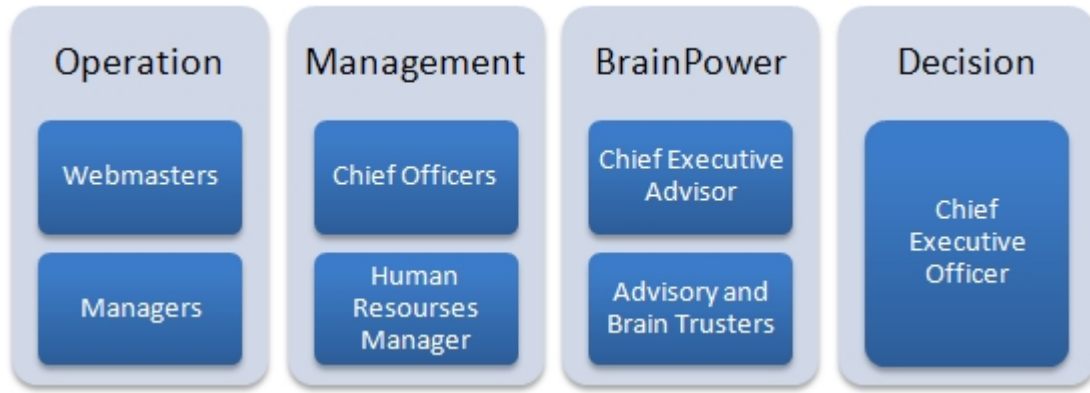 Operation
Webmasters
Managers
Management
Chief Officers
Human
Resourses
Manager
BrainPower
Chief Executive
Advisor
Advisory and
Brain Trusters
Decision
Chief
Executive
Officer